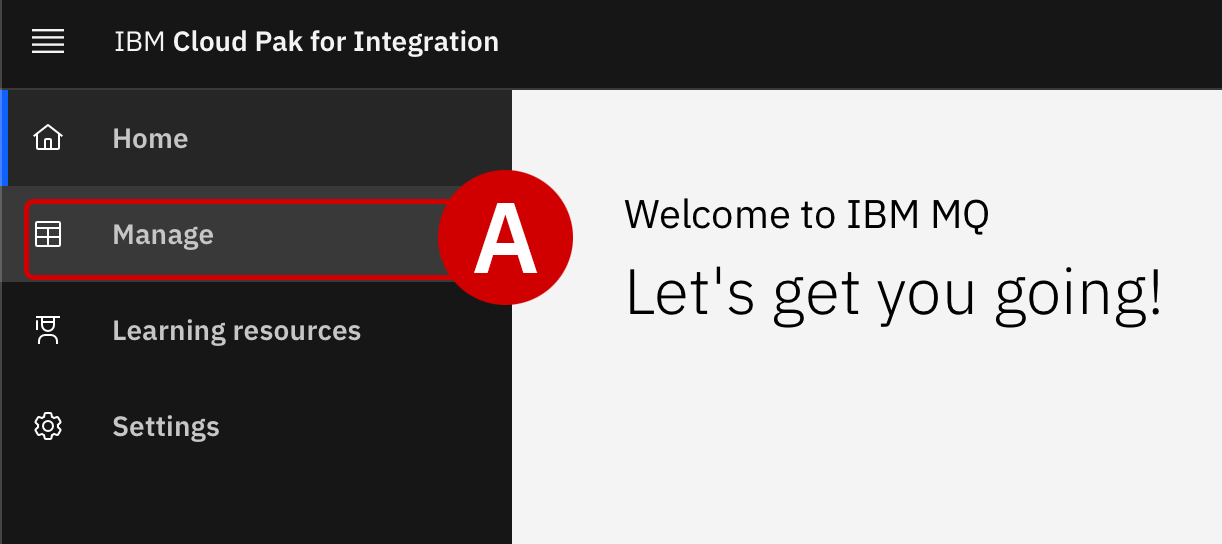 IBM Cloud Pak for Integration
Home
Manage
A
Learning resources
Settings
Welcome to IBM MQ
Let's get you going!